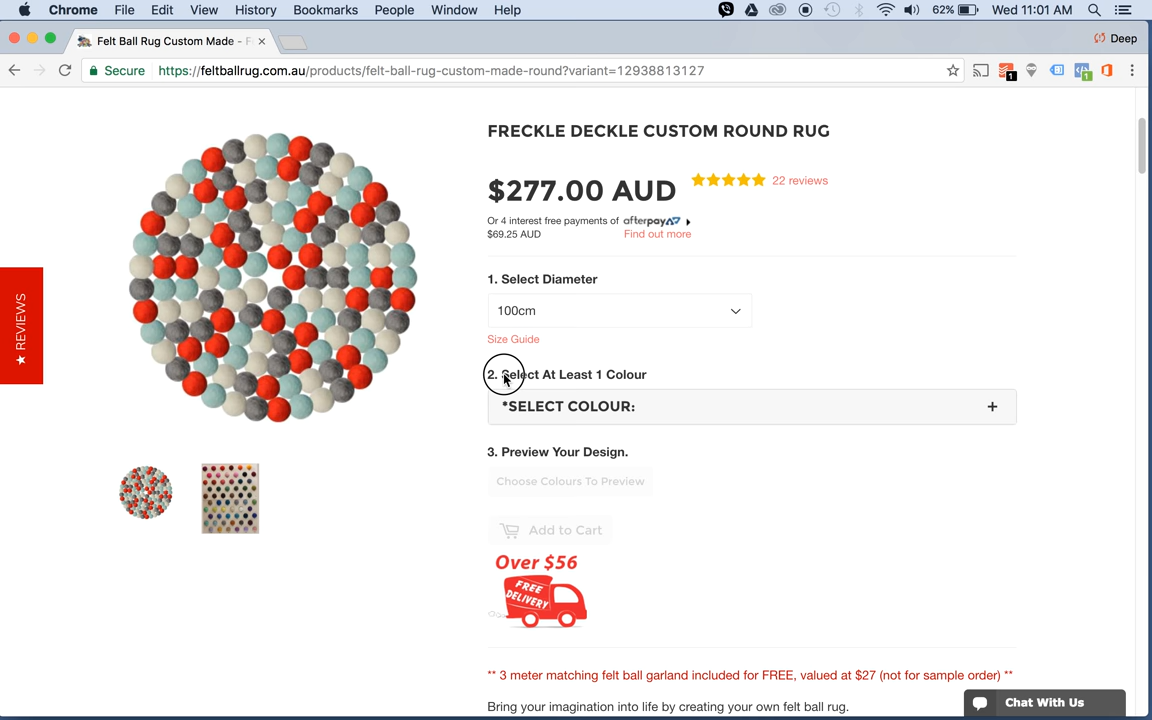 Chrome File Edit View History Bookmarks People Window Help 62% Wed 11:01 AM
Felt Ball Rug Custom Made - F
Deep
Secure https://feltballrug.com.au/products/felt-ball-rug-custom-made-round?variant=12938813127
1
1
FRECKLE DECKLE CUSTOM ROUND RUG
$277.00 AUD 22 reviews
Or 4 interest free payments of afterpay
$69.25 AUD Find out more
1. Select Diameter
100cm
Size Guide
★ REVIEWS
2. Select At Least 1 Colour
*SELECT COLOUR: +
3. Preview Your Design.
Choose Colours To Preview
Add to Cart
Over $56
FREE
DELIVERY
** 3 meter matching felt ball garland included for FREE, valued at $27 (not for sample order) **
Bring your imagination into life by creating your own felt ball rug.
Chat With Us